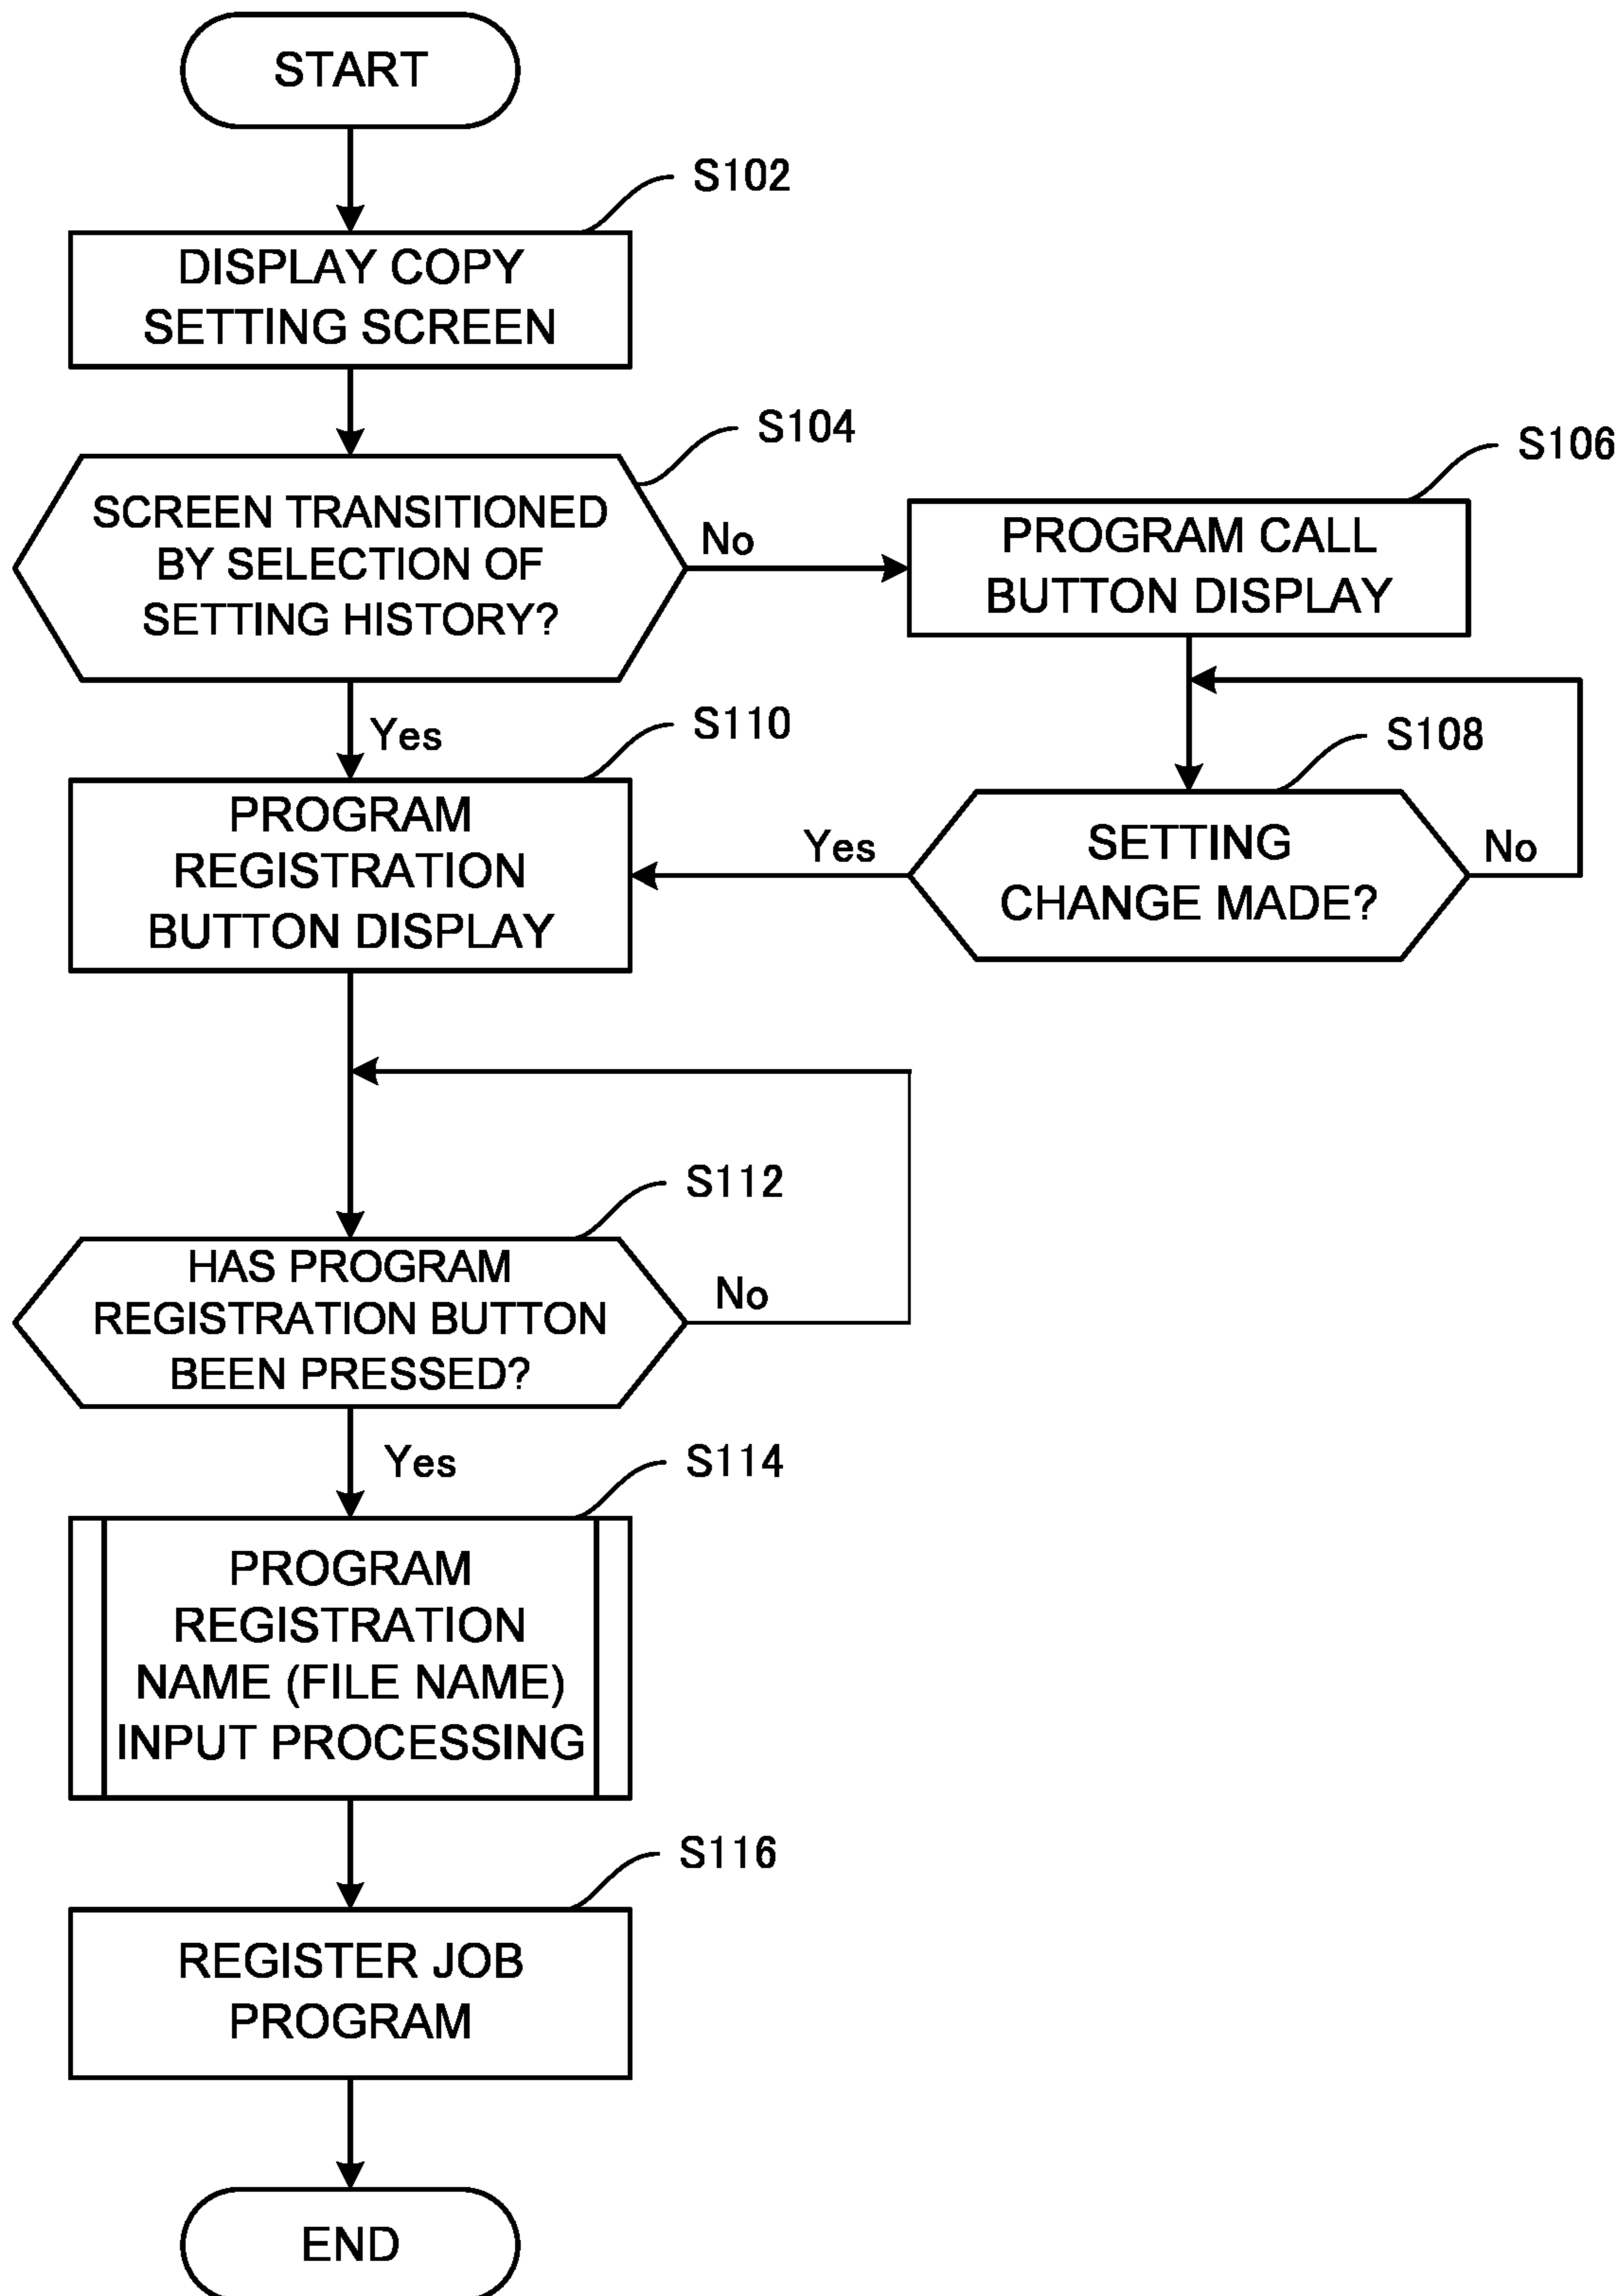 START
S102
DISPLAY COPY
SETTING SCREEN
S104
SCREEN TRANSITIONED
BY SELECTION OF
SETTING HISTORY?
No
S106
PROGRAM CALL
BUTTON DISPLAY
Yes
S110
PROGRAM
REGISTRATION
BUTTON DISPLAY
S108
SETTING
CHANGE MADE?
Yes
No
S112
HAS PROGRAM
REGISTRATION BUTTON
BEEN PRESSED?
No
Yes
S114
PROGRAM
REGISTRATION
NAME (FILE NAME)
INPUT PROCESSING
S116
REGISTER JOB
PROGRAM
END